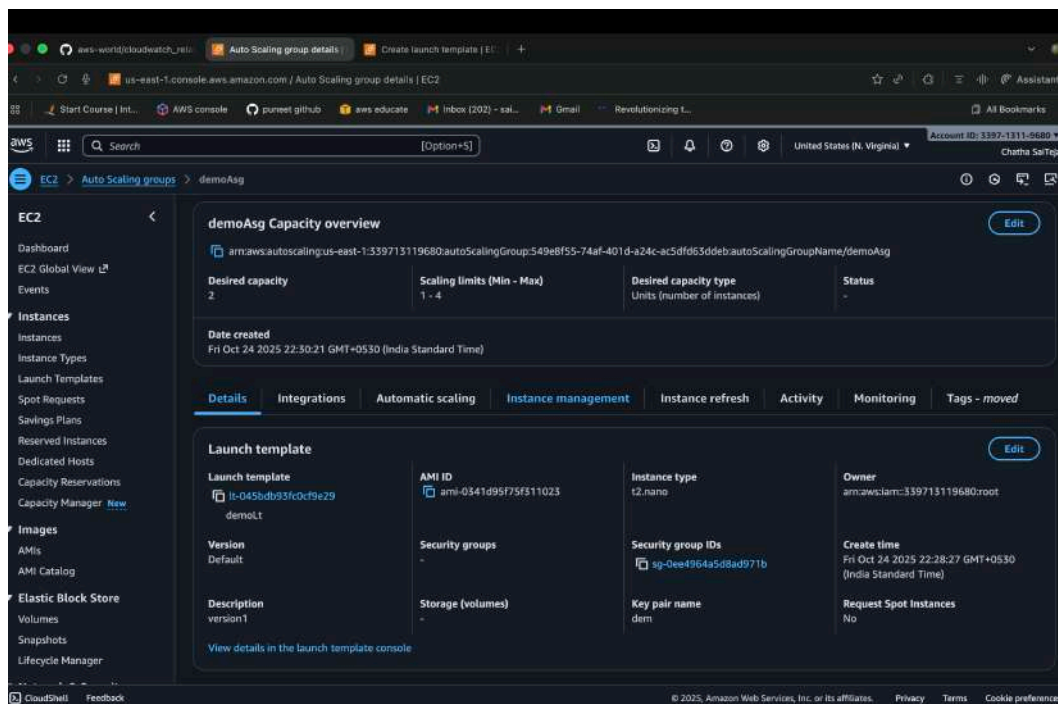 aws-world/cloudwatch_rela
Auto Scaling group details |
Create launch template | EC
us-east-1.console.aws.amazon.com / Auto Scaling group details | EC2
Assistant
Start Course | Int...
AWS console
puneet github
aws educate
Inbox (202) - sai...
Gmail
Revolutionizing t...
All Bookmarks
aws
Search
[Option+S]
United States (N. Virginia)
Account ID: 3397-1311-9680
Chatha SaiTej
EC2 > Auto Scaling groups > demoAsg
EC2
Dashboard
EC2 Global View
Events
Instances
Instances
Instance Types
Launch Templates
Spot Requests
Savings Plans
Reserved Instances
Dedicated Hosts
Capacity Reservations
Capacity Manager New
Images
AMIs
AMI Catalog
Elastic Block Store
Volumes
Snapshots
Lifecycle Manager
demoAsg Capacity overview
Edit
arn:aws:autoscaling:us-east-1:339713119680:autoScalingGroup:549e8f55-74af-401d-a24c-ac5dfd63ddeb:autoScalingGroupName/demoAsg
Desired capacity
2
Scaling limits (Min - Max)
1 - 4
Desired capacity type
Units (number of instances)
Status
-
Date created
Fri Oct 24 2025 22:30:21 GMT+0530 (India Standard Time)
Details
Integrations
Automatic scaling
Instance management
Instance refresh
Activity
Monitoring
Tags - moved
Launch template
Edit
Launch template
lt-045bdb93fc0cf9e29
demoLt
AMI ID
ami-0341d95f75f311023
Instance type
t2.nano
Owner
arn:aws:iam::339713119680:root
Version
Default
Security groups
-
Security group IDs
sg-0ee4964a5d8ad971b
Create time
Fri Oct 24 2025 22:28:27 GMT+0530
(India Standard Time)
Description
version1
Storage (volumes)
-
Key pair name
dem
Request Spot Instances
No
View details in the launch template console
CloudShell
Feedback
© 2025, Amazon Web Services, Inc. or its affiliates.
Privacy
Terms
Cookie preference